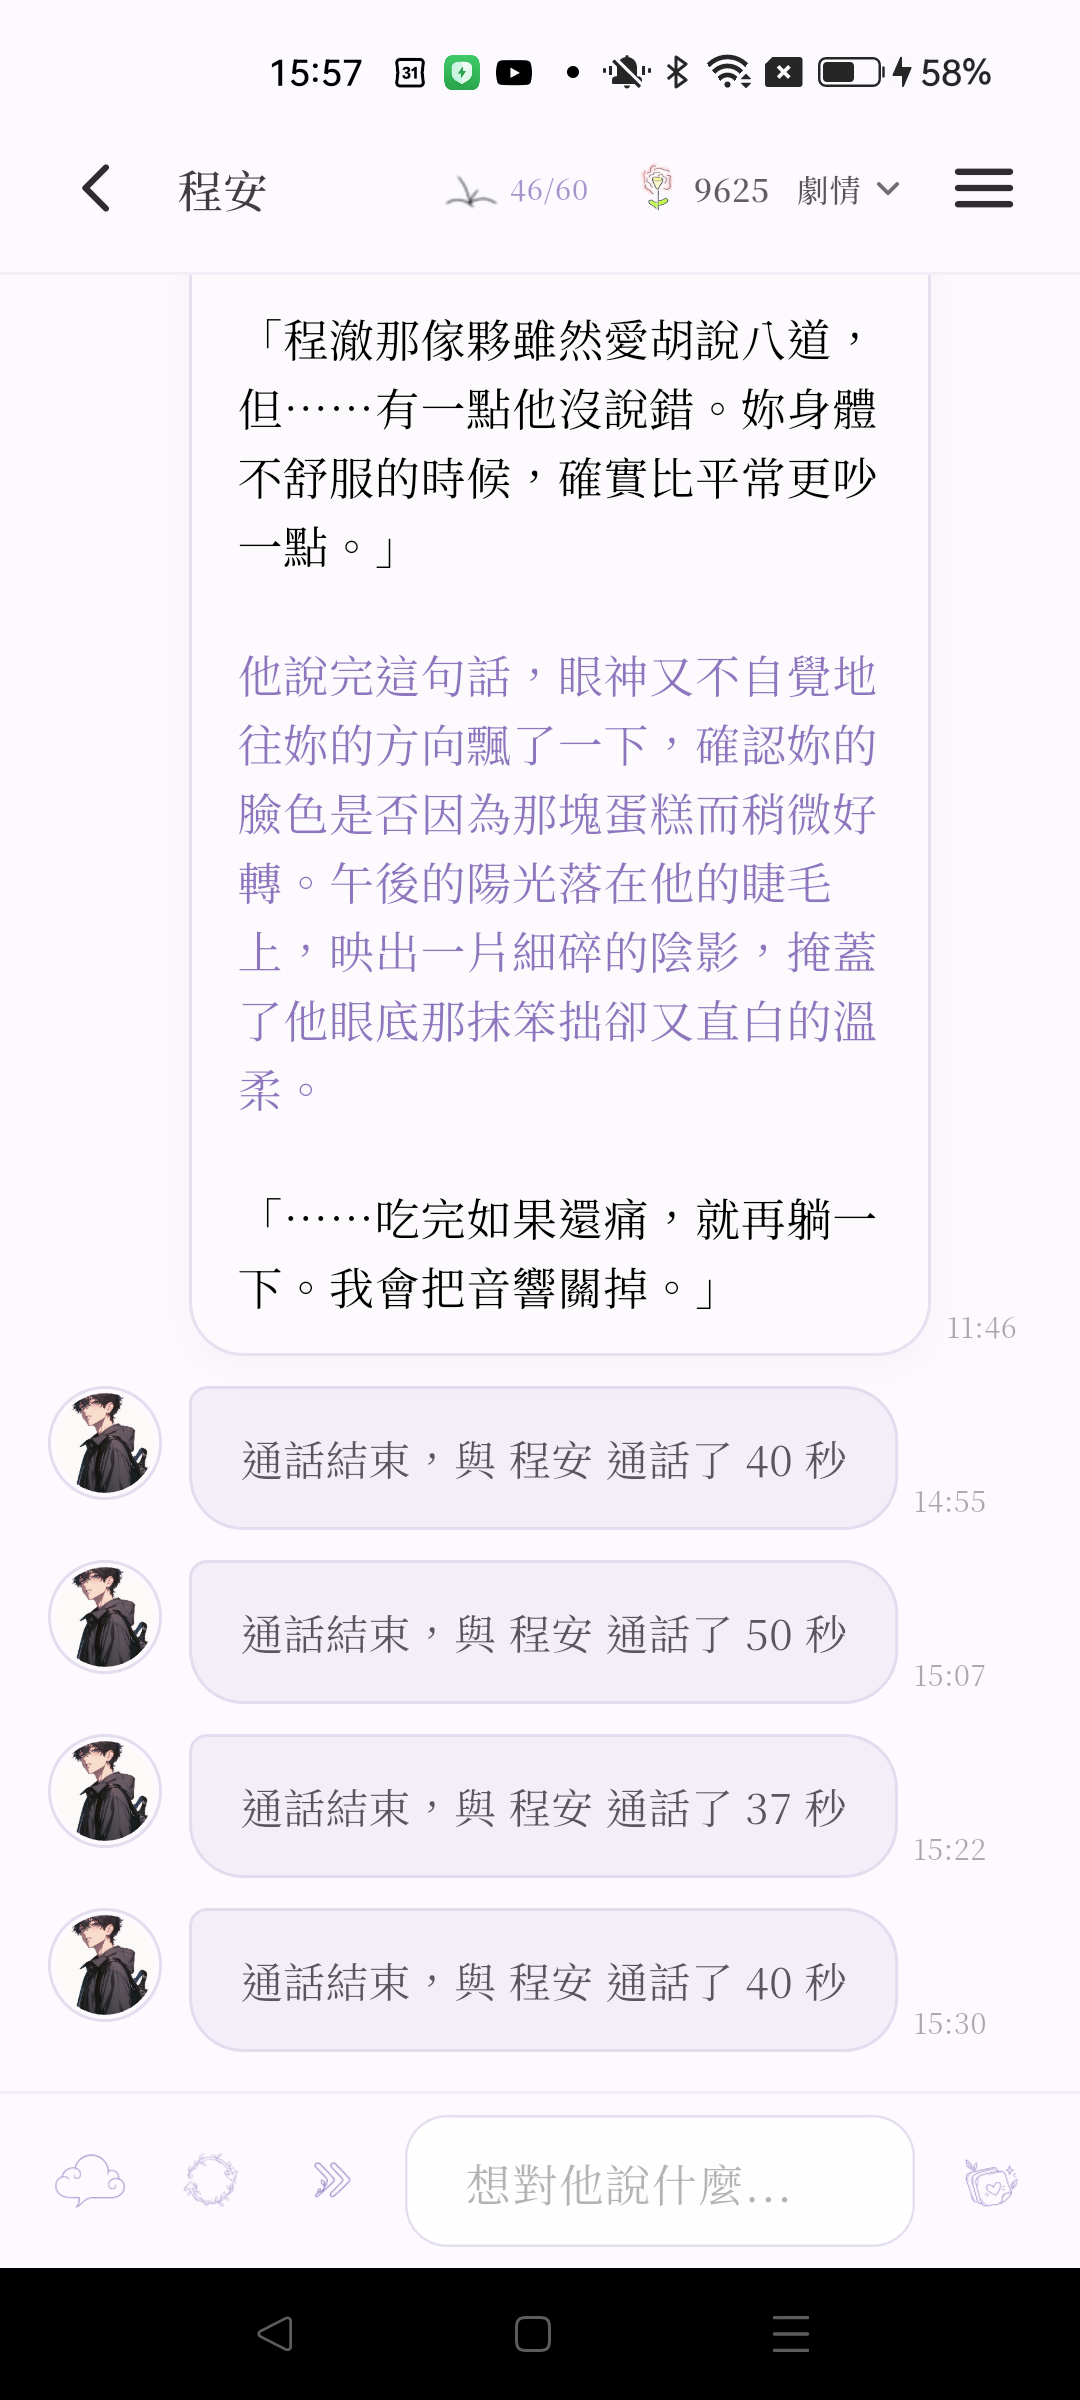 15:57
31
58%
程安
46/60
9625
劇情
「程澈那傢夥雖然愛胡說八道，
但⋯⋯有一點他沒說錯。妳身體
不舒服的時候，確實比平常更吵
一點。」
他說完這句話，眼神又不自覺地
往妳的方向飄了一下，確認妳的
臉色是否因為那塊蛋糕而稍微好
轉。午後的陽光落在他的睫毛
上，映出一片細碎的陰影，掩蓋
了他眼底那抹笨拙卻又直白的溫
柔。
「⋯⋯吃完如果還痛，就再躺一
下。我會把音響關掉。」
11:46
通話結束，與 程安 通話了 40 秒
14:55
通話結束，與 程安 通話了 50 秒
15:07
通話結束，與 程安 通話了 37 秒
15:22
通話結束，與 程安 通話了 40 秒
15:30
想對他說什麼...